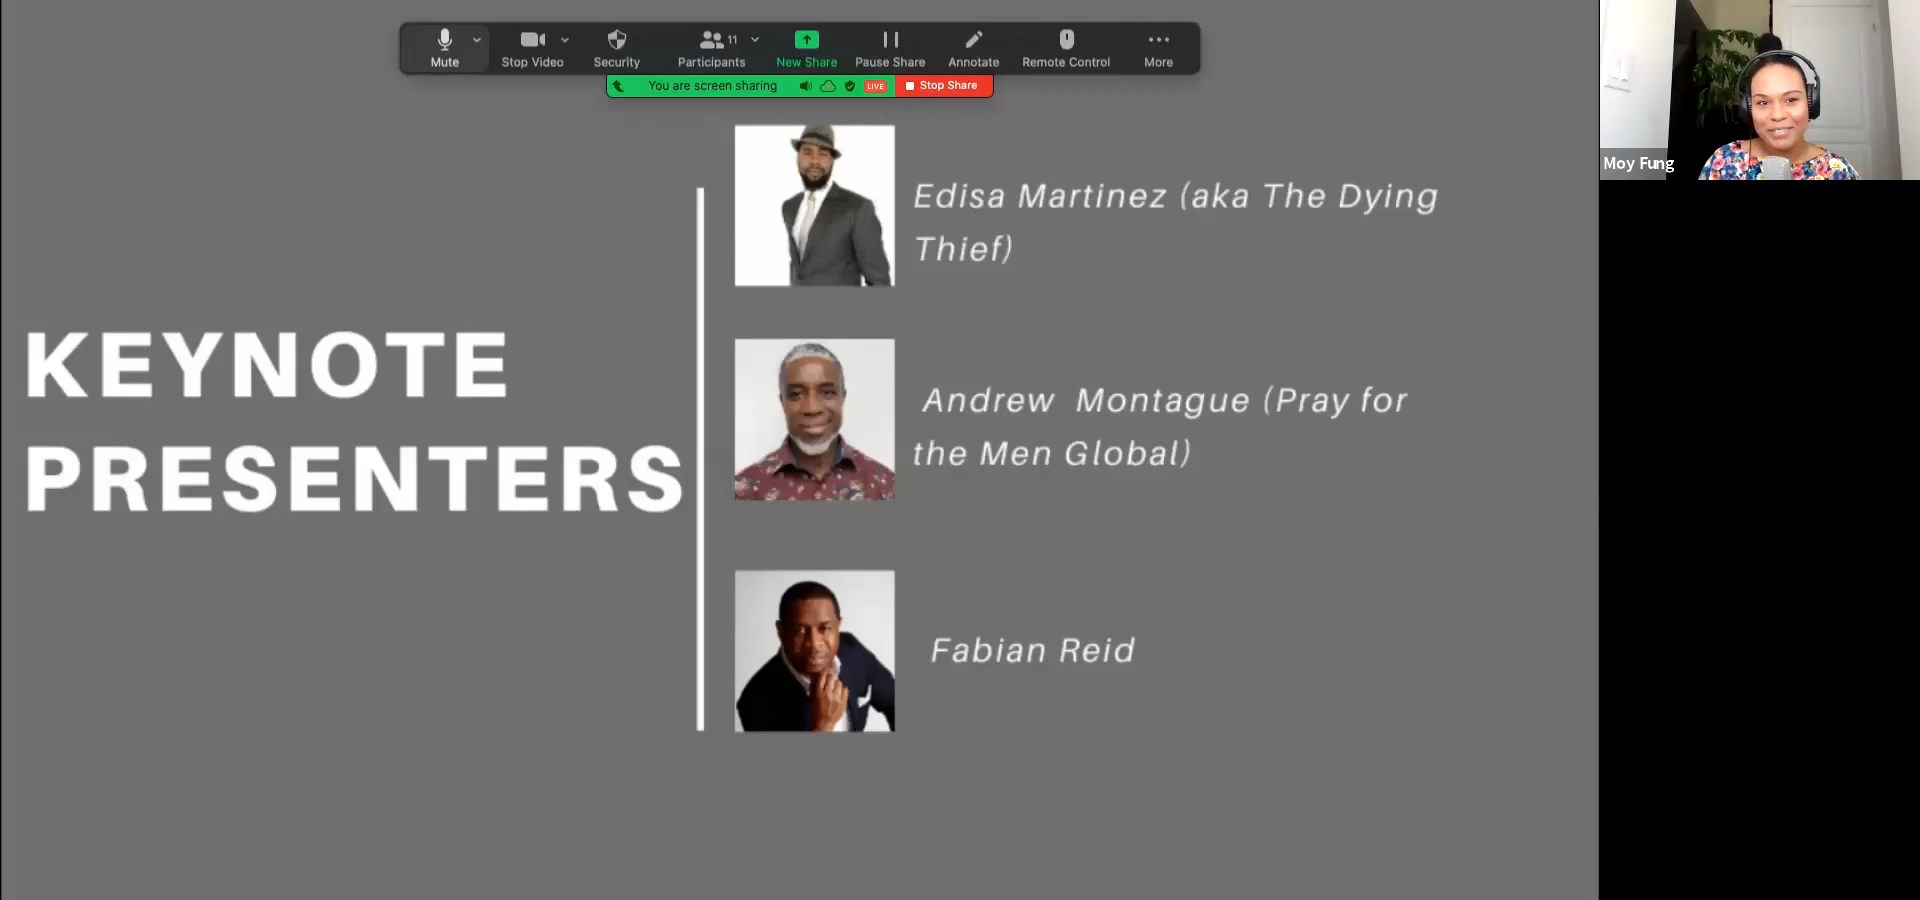 Mute
Stop Video
Security
11
Participants
New Share
Pause Share
Annotate
Remote Control
More
You are screen sharing
LIVE
Stop Share
Moy Fung
KEYNOTE
PRESENTERS
Edisa Martinez (aka The Dying
Thief)
Andrew Montague (Pray for
the Men Global)
Fabian Reid